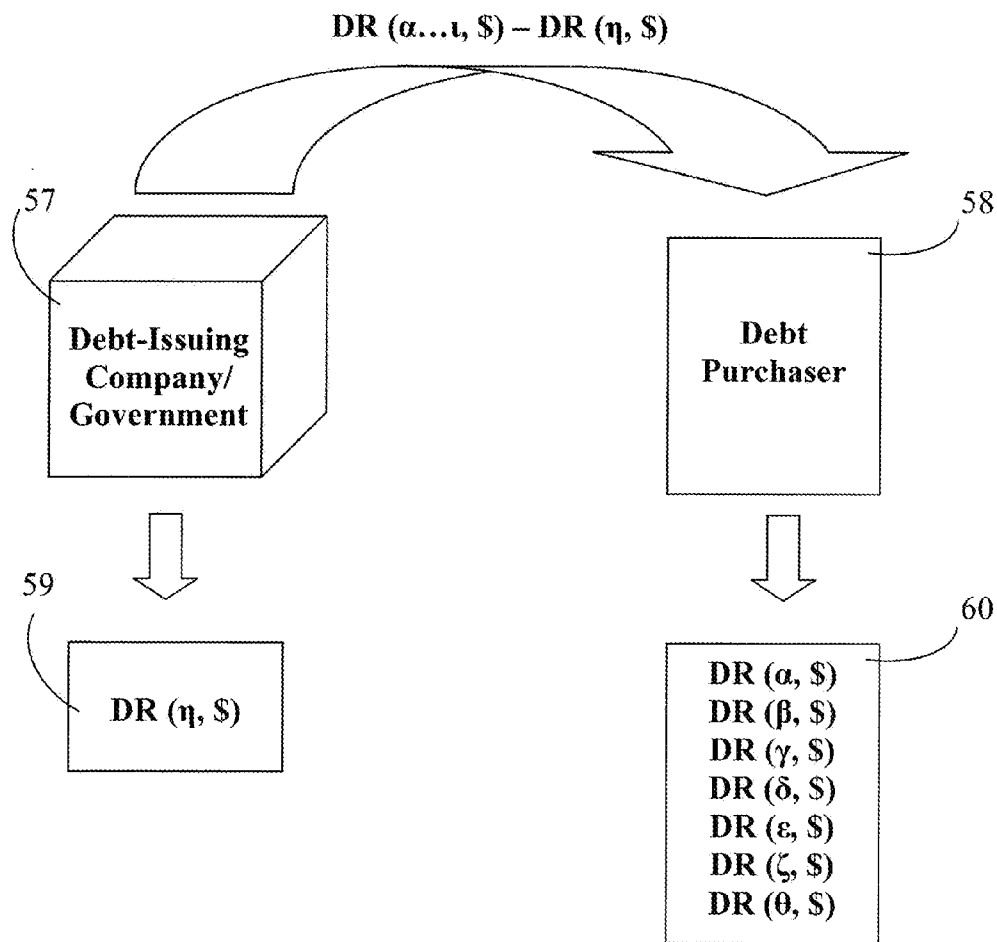 DR (α…ι, $) – DR (η, $)
57
58
Debt-Issuing
Company/
Government
Debt
Purchaser
59
60
DR (η, $)
DR (α, $)
DR (β, $)
DR (γ, $)
DR (δ, $)
DR (ε, $)
DR (ζ, $)
DR (θ, $)